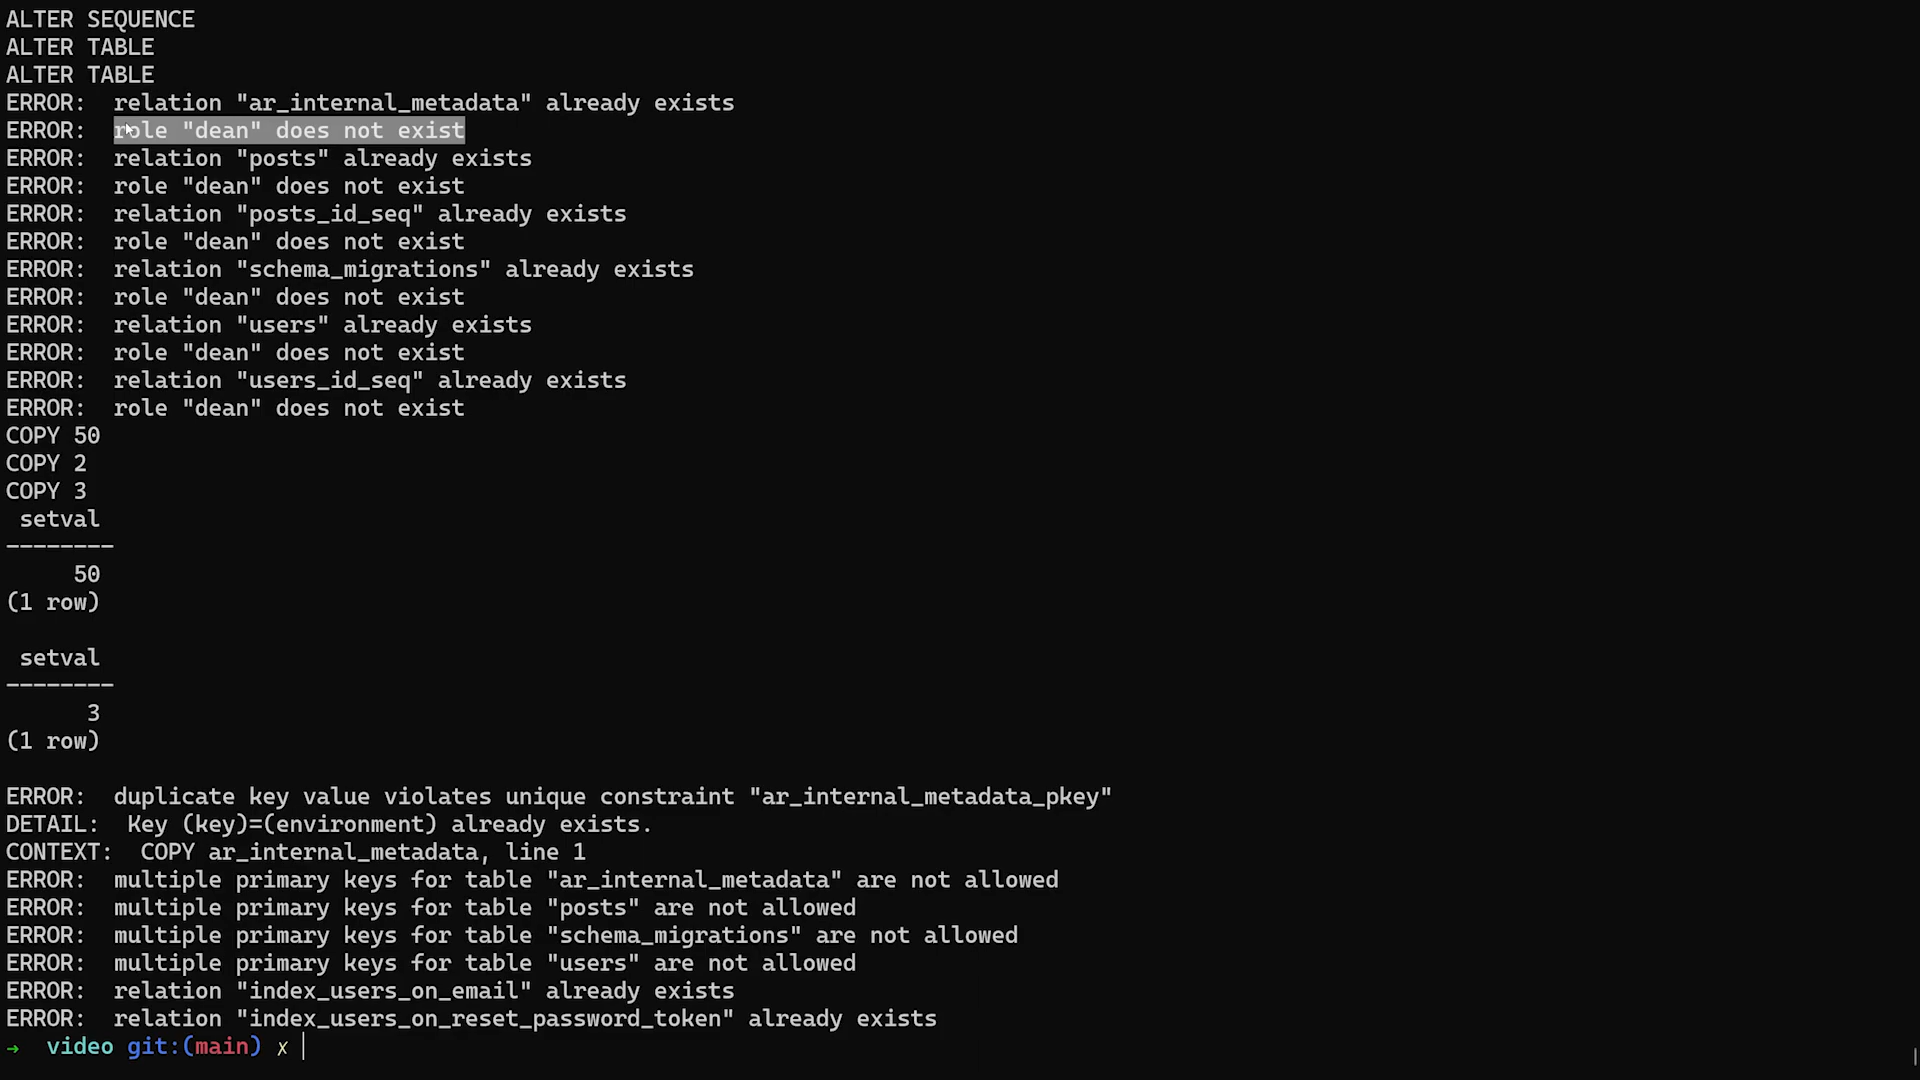 ALTER SEQUENCE
ALTER TABLE
ALTER TABLE
ERROR:  relation "ar_internal_metadata" already exists
ERROR:  role "dean" does not exist
ERROR:  relation "posts" already exists
ERROR:  role "dean" does not exist
ERROR:  relation "posts_id_seq" already exists
ERROR:  role "dean" does not exist
ERROR:  relation "schema_migrations" already exists
ERROR:  role "dean" does not exist
ERROR:  relation "users" already exists
ERROR:  role "dean" does not exist
ERROR:  relation "users_id_seq" already exists
ERROR:  role "dean" does not exist
COPY 50
COPY 2
COPY 3
 setval
--------
     50
(1 row)

 setval
--------
      3
(1 row)

ERROR:  duplicate key value violates unique constraint "ar_internal_metadata_pkey"
DETAIL:  Key (key)=(environment) already exists.
CONTEXT:  COPY ar_internal_metadata, line 1
ERROR:  multiple primary keys for table "ar_internal_metadata" are not allowed
ERROR:  multiple primary keys for table "posts" are not allowed
ERROR:  multiple primary keys for table "schema_migrations" are not allowed
ERROR:  multiple primary keys for table "users" are not allowed
ERROR:  relation "index_users_on_email" already exists
ERROR:  relation "index_users_on_reset_password_token" already exists
→  video git:(main) ✗